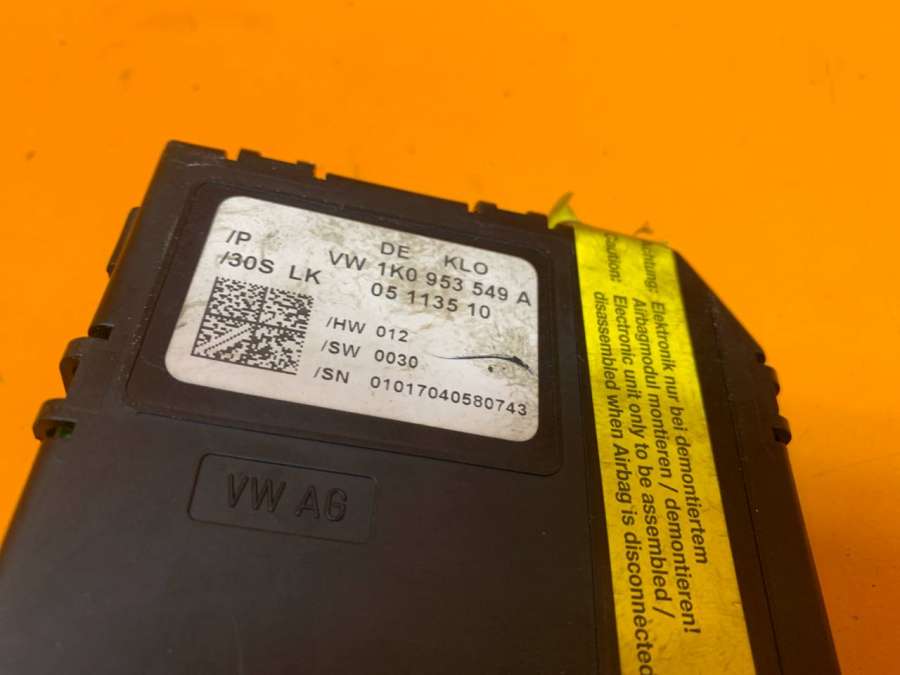 /P DE KLO
/30S LK VW 1K0 953 549 A
05 1135 10
/HW 012
/SW 0030
/SN 01017040580743
VW AG
chtung: Elektronik nur bei demontiertem
Airbagmodul montieren / demontieren!
Caution: Electronic unit only to be assembled /
disassembled when Airbag is disconnected